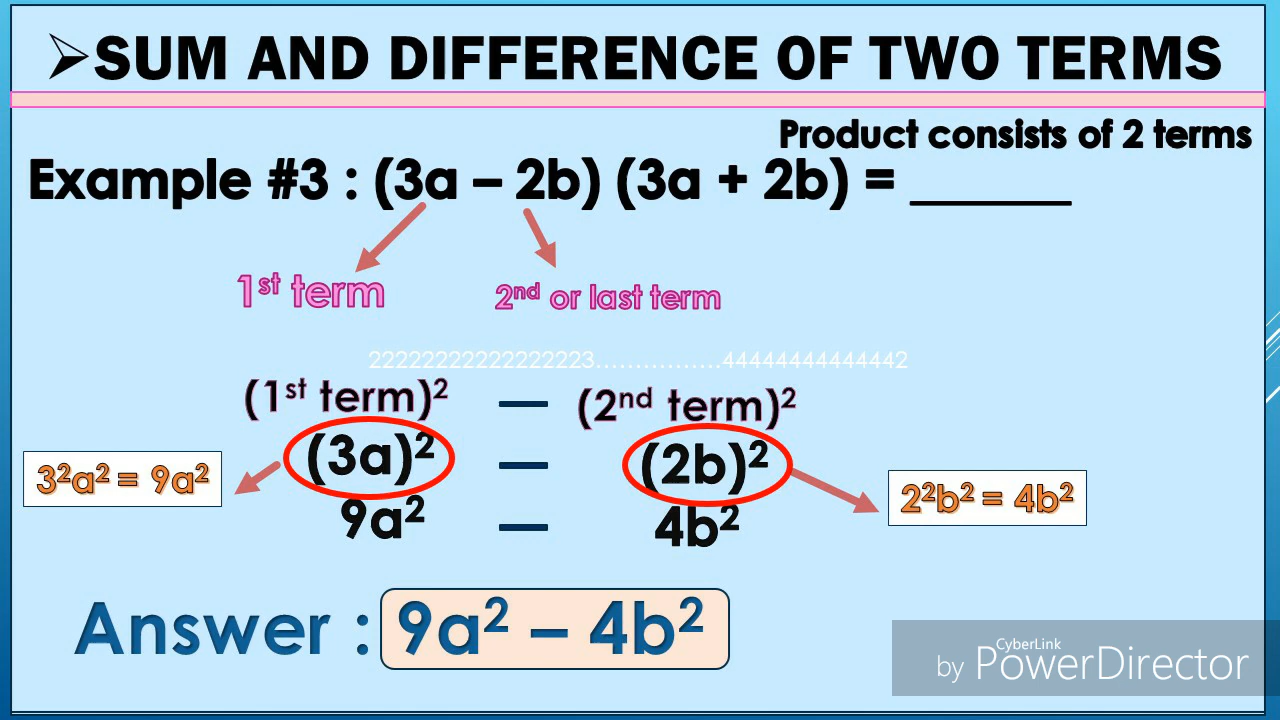 ➢SUM AND DIFFERENCE OF TWO TERMS
Product consists of 2 terms
Example #3 : (3a – 2b) (3a + 2b) = ______
1st term
2nd or last term
22222222222222223................44444444444442
(1st term)² — (2nd term)²
(3a)² — (2b)²
3²a² = 9a²
2²b² = 4b²
9a² — 4b²
Answer : 9a² – 4b²
CyberLink
by PowerDirector